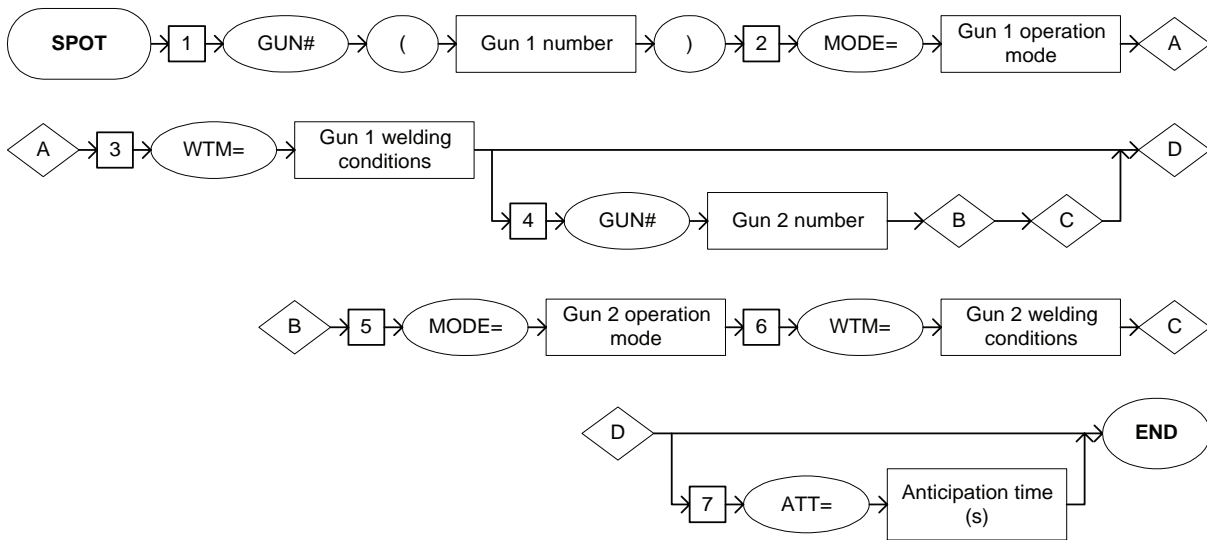 SPOT 1 GUN# ( Gun 1 number ) 2 MODE= Gun 1 operation
mode A
A 3 WTM= Gun 1 welding
conditions D
4 GUN# Gun 2 number B C
B 5 MODE= Gun 2 operation
mode 6 WTM= Gun 2 welding
conditions C
D END
7 ATT= Anticipation time
(s)